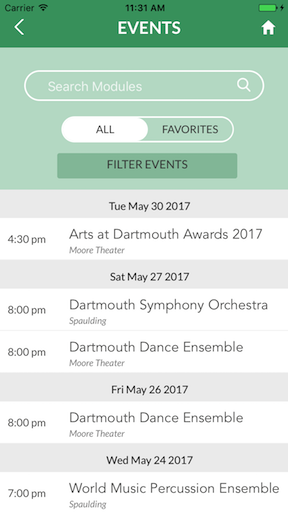 Carrier 11:31 AM
EVENTS
Search Modules
ALL FAVORITES
FILTER EVENTS
Tue May 30 2017
4:30 pm Arts at Dartmouth Awards 2017
Moore Theater
Sat May 27 2017
8:00 pm Dartmouth Symphony Orchestra
Spaulding
8:00 pm Dartmouth Dance Ensemble
Moore Theater
Fri May 26 2017
8:00 pm Dartmouth Dance Ensemble
Moore Theater
Wed May 24 2017
7:00 pm World Music Percussion Ensemble
Spaulding